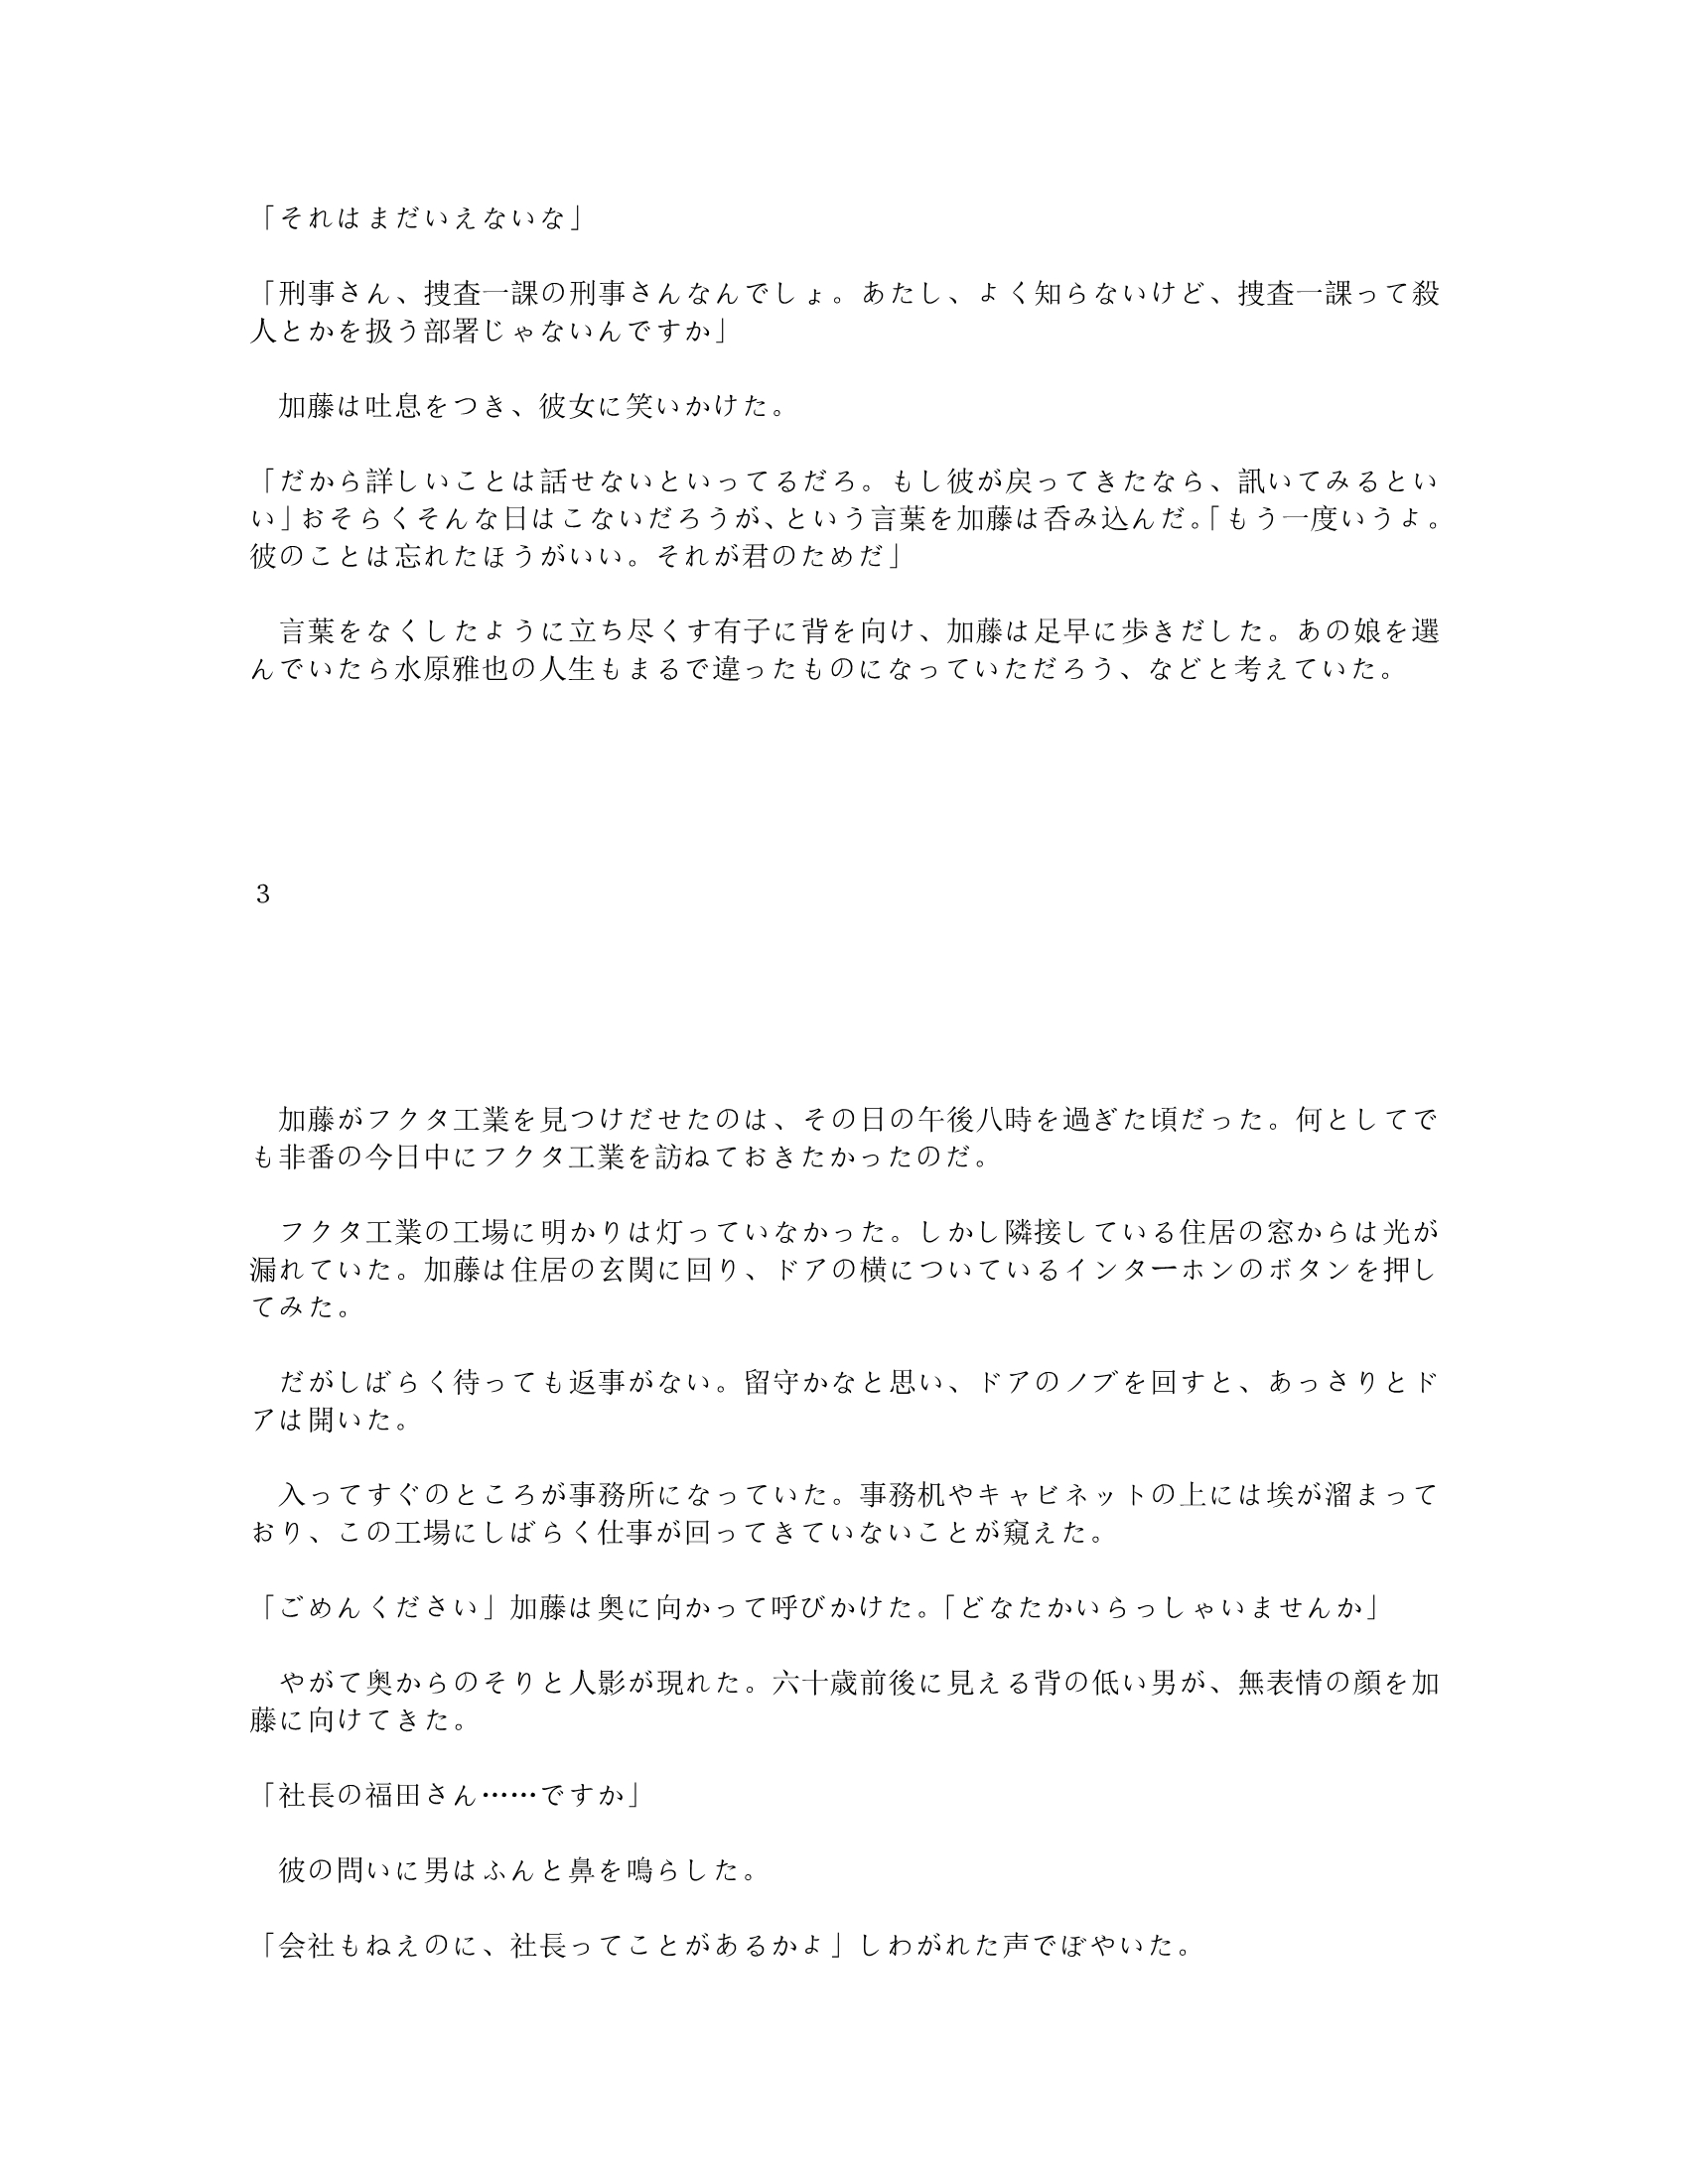 「それはまだいえないな」
「刑事さん、捜査一課の刑事さんなんでしょ。あたし、よく知らないけど、捜査一課って殺
人とかを扱う部署じゃないんですか」
　加藤は吐息をつき、彼女に笑いかけた。
「だから詳しいことは話せないといってるだろ。もし彼が戻ってきたなら、訊いてみるとい
い」おそらくそんな日はこないだろうが、という言葉を加藤は呑み込んだ。「もう一度いうよ。
彼のことは忘れたほうがいい。それが君のためだ」
　言葉をなくしたように立ち尽くす有子に背を向け、加藤は足早に歩きだした。あの娘を選
んでいたら水原雅也の人生もまるで違ったものになっていただろう、などと考えていた。
３
　加藤がフクタ工業を見つけだせたのは、その日の午後八時を過ぎた頃だった。何としてで
も非番の今日中にフクタ工業を訪ねておきたかったのだ。
　フクタ工業の工場に明かりは灯っていなかった。しかし隣接している住居の窓からは光が
漏れていた。加藤は住居の玄関に回り、ドアの横についているインターホンのボタンを押し
てみた。
　だがしばらく待っても返事がない。留守かなと思い、ドアのノブを回すと、あっさりとド
アは開いた。
　入ってすぐのところが事務所になっていた。事務机やキャビネットの上には埃が溜まって
おり、この工場にしばらく仕事が回ってきていないことが窺えた。
「ごめんください」加藤は奥に向かって呼びかけた。「どなたかいらっしゃいませんか」
　やがて奥からのそりと人影が現れた。六十歳前後に見える背の低い男が、無表情の顔を加
藤に向けてきた。
「社長の福田さん……ですか」
　彼の問いに男はふんと鼻を鳴らした。
「会社もねえのに、社長ってことがあるかよ」しわがれた声でぼやいた。